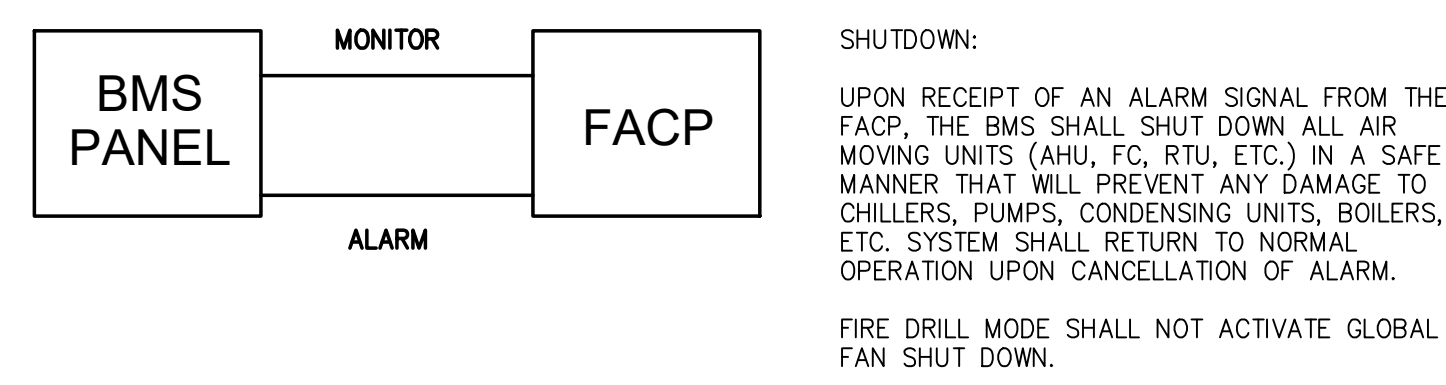 MONITOR
BMS
PANEL
FACP
ALARM
SHUTDOWN:
UPON RECEIPT OF AN ALARM SIGNAL FROM THE
FACP, THE BMS SHALL SHUT DOWN ALL AIR
MOVING UNITS (AHU, FC, RTU, ETC.) IN A SAFE
MANNER THAT WILL PREVENT ANY DAMAGE TO
CHILLERS, PUMPS, CONDENSING UNITS, BOILERS,
ETC. SYSTEM SHALL RETURN TO NORMAL
OPERATION UPON CANCELLATION OF ALARM.
FIRE DRILL MODE SHALL NOT ACTIVATE GLOBAL
FAN SHUT DOWN.